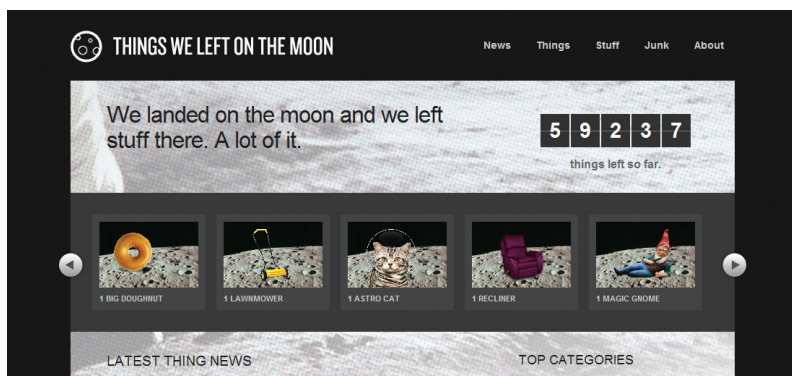 THINGS WE LEFT ON THE MOON
News Things Stuff Junk About
We landed on the moon and we left
stuff there. A lot of it.
5 9 2 3 7
things left so far.
1 BIG DOUGHNUT
1 LAWNMOWER
1 ASTRO CAT
1 RECLINER
1 MAGIC GNOME
LATEST THING NEWS
TOP CATEGORIES